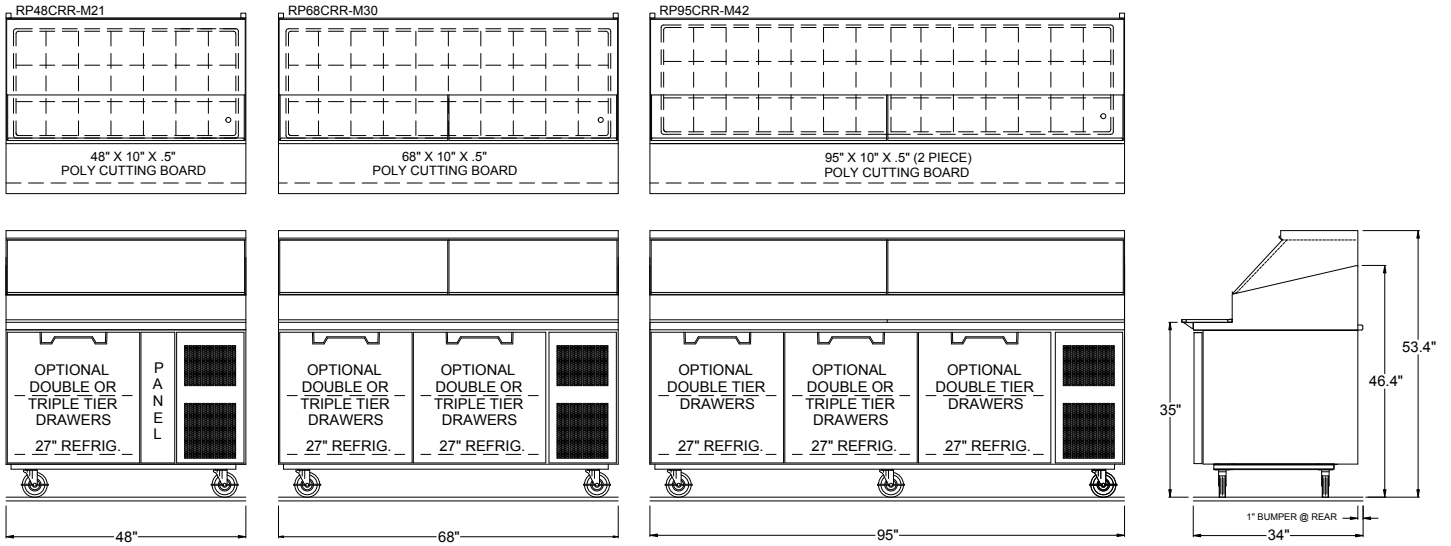 RP48CRR-M21
48" X 10" X .5"
POLY CUTTING BOARD
RP68CRR-M30
68" X 10" X .5"
POLY CUTTING BOARD
RP95CRR-M42
95" X 10" X .5" (2 PIECE)
POLY CUTTING BOARD
OPTIONAL
DOUBLE OR
TRIPLE TIER
DRAWERS
27" REFRIG.
P
A
N
E
L
48"
OPTIONAL
DOUBLE OR
TRIPLE TIER
DRAWERS
27" REFRIG.
OPTIONAL
DOUBLE OR
TRIPLE TIER
DRAWERS
27" REFRIG.
68"
OPTIONAL
DOUBLE TIER
DRAWERS
27" REFRIG.
OPTIONAL
DOUBLE OR
TRIPLE TIER
DRAWERS
27" REFRIG.
OPTIONAL
DOUBLE TIER
DRAWERS
27" REFRIG.
95"
35"
46.4"
53.4"
1" BUMPER @ REAR
34"